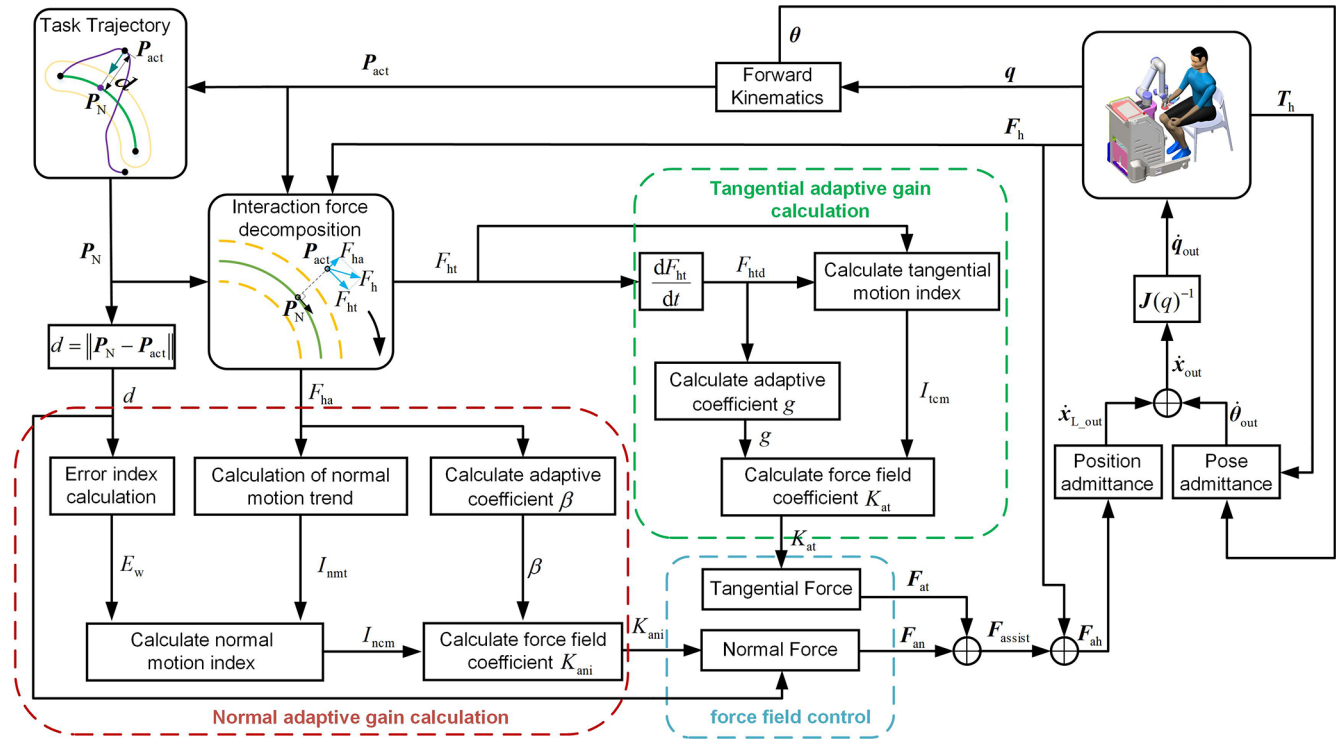 Task Trajectory
P_act
d
P_N
P_act
θ
Forward
Kinematics
q
F_h
T_h
P_N
Interaction force
decomposition
P_act
F_ha
F_h
F_ht
P_N
F_ht
Tangential adaptive gain
calculation
dF_ht
dt
F_htd
Calculate tangential
motion index
q̇_out
J(q)^-1
ẋ_out
d = ‖P_N − P_act‖
d
F_ha
Calculate adaptive
coefficient g
g
I_tcm
ẋ_L_out
θ̇_out
Error index
calculation
Calculation of normal
motion trend
Calculate adaptive
coefficient β
Calculate force field
coefficient K_at
Position
admittance
Pose
admittance
K_at
E_w
I_nmt
β
Tangential Force
F_at
Calculate normal
motion index
I_ncm
Calculate force field
coefficient K_ani
K_ani
Normal Force
F_an
F_assist
F_ah
Normal adaptive gain calculation
force field control